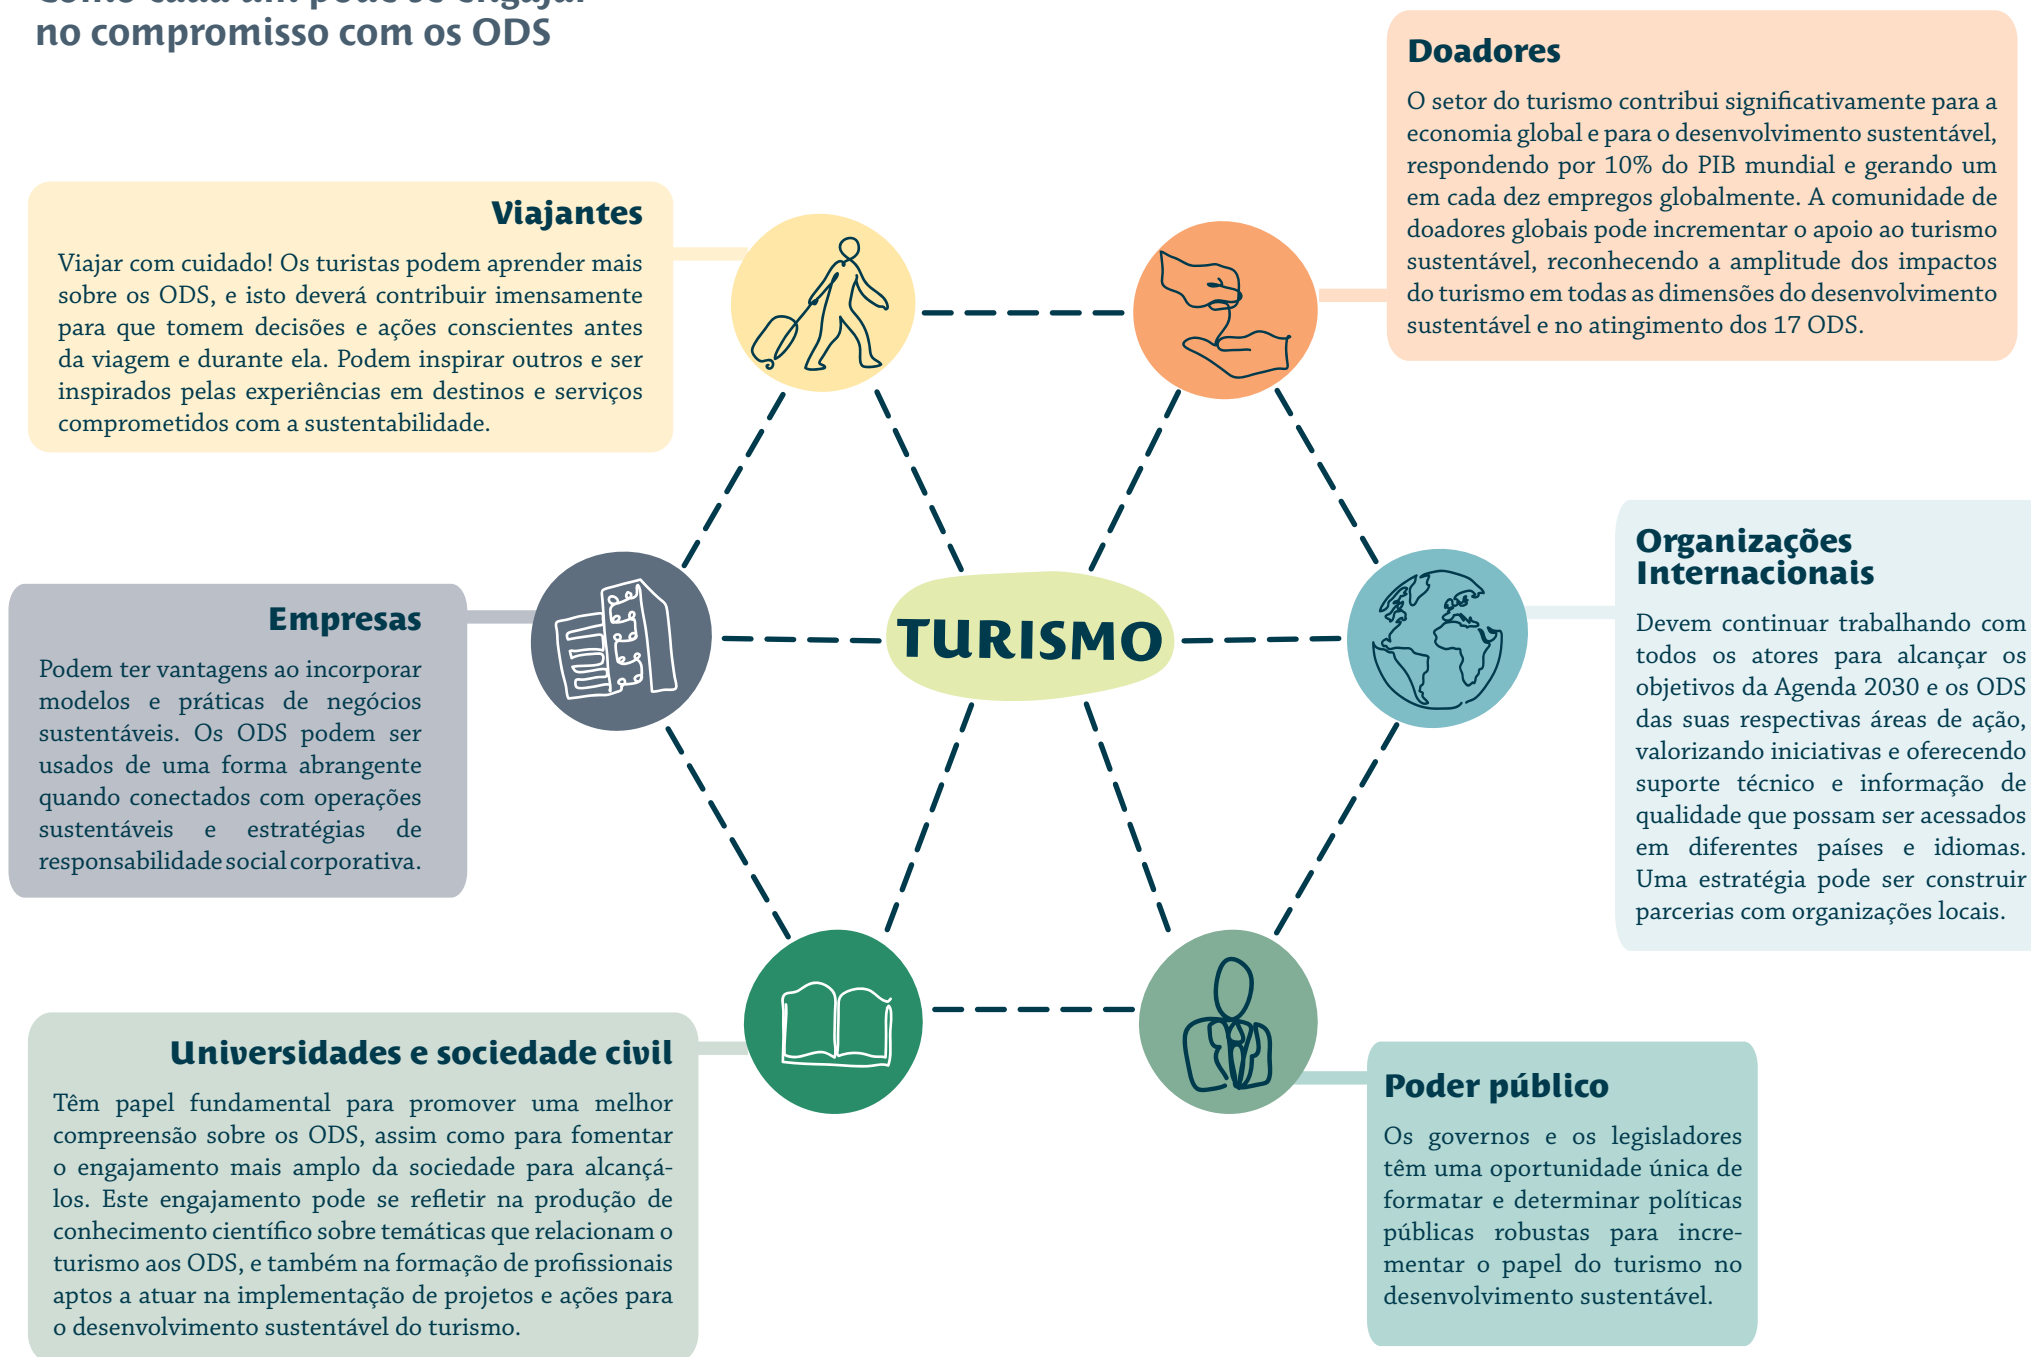 Como cada um pode se engajar
no compromisso com os ODS
Doadores
O setor do turismo contribui significativamente para a
economia global e para o desenvolvimento sustentável,
respondendo por 10% do PIB mundial e gerando um
em cada dez empregos globalmente. A comunidade de
doadores globais pode incrementar o apoio ao turismo
sustentável, reconhecendo a amplitude dos impactos
do turismo em todas as dimensões do desenvolvimento
sustentável e no atingimento dos 17 ODS.
Viajantes
Viajar com cuidado! Os turistas podem aprender mais
sobre os ODS, e isto deverá contribuir imensamente
para que tomem decisões e ações conscientes antes
da viagem e durante ela. Podem inspirar outros e ser
inspirados pelas experiências em destinos e serviços
comprometidos com a sustentabilidade.
Organizações
Internacionais
Devem continuar trabalhando com
todos os atores para alcançar os
objetivos da Agenda 2030 e os ODS
das suas respectivas áreas de ação,
valorizando iniciativas e oferecendo
suporte técnico e informação de
qualidade que possam ser acessados
em diferentes países e idiomas.
Uma estratégia pode ser construir
parcerias com organizações locais.
Empresas
Podem ter vantagens ao incorporar
modelos e práticas de negócios
sustentáveis. Os ODS podem ser
usados de uma forma abrangente
quando conectados com operações
sustentáveis e estratégias de
responsabilidade social corporativa.
TURISMO
Universidades e sociedade civil
Têm papel fundamental para promover uma melhor
compreensão sobre os ODS, assim como para fomentar
o engajamento mais amplo da sociedade para alcançá-
los. Este engajamento pode se refletir na produção de
conhecimento científico sobre temáticas que relacionam o
turismo aos ODS, e também na formação de profissionais
aptos a atuar na implementação de projetos e ações para
o desenvolvimento sustentável do turismo.
Poder público
Os governos e os legisladores
têm uma oportunidade única de
formatar e determinar políticas
públicas robustas para incre-
mentar o papel do turismo no
desenvolvimento sustentável.